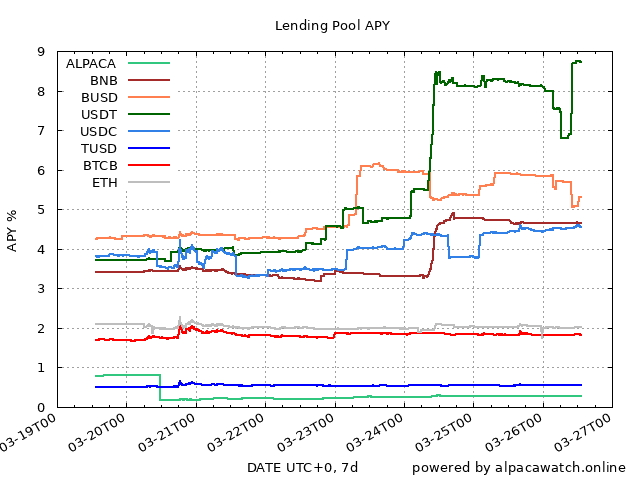 Lending Pool APY
APY %
9
8
7
6
5
4
3
2
1
0
ALPACA
BNB
BUSD
USDT
USDC
TUSD
BTCB
ETH
03-19T00
03-20T00
03-21T00
03-22T00
03-23T00
03-24T00
03-25T00
03-26T00
03-27T00
DATE UTC+0, 7d
powered by alpacawatch.online